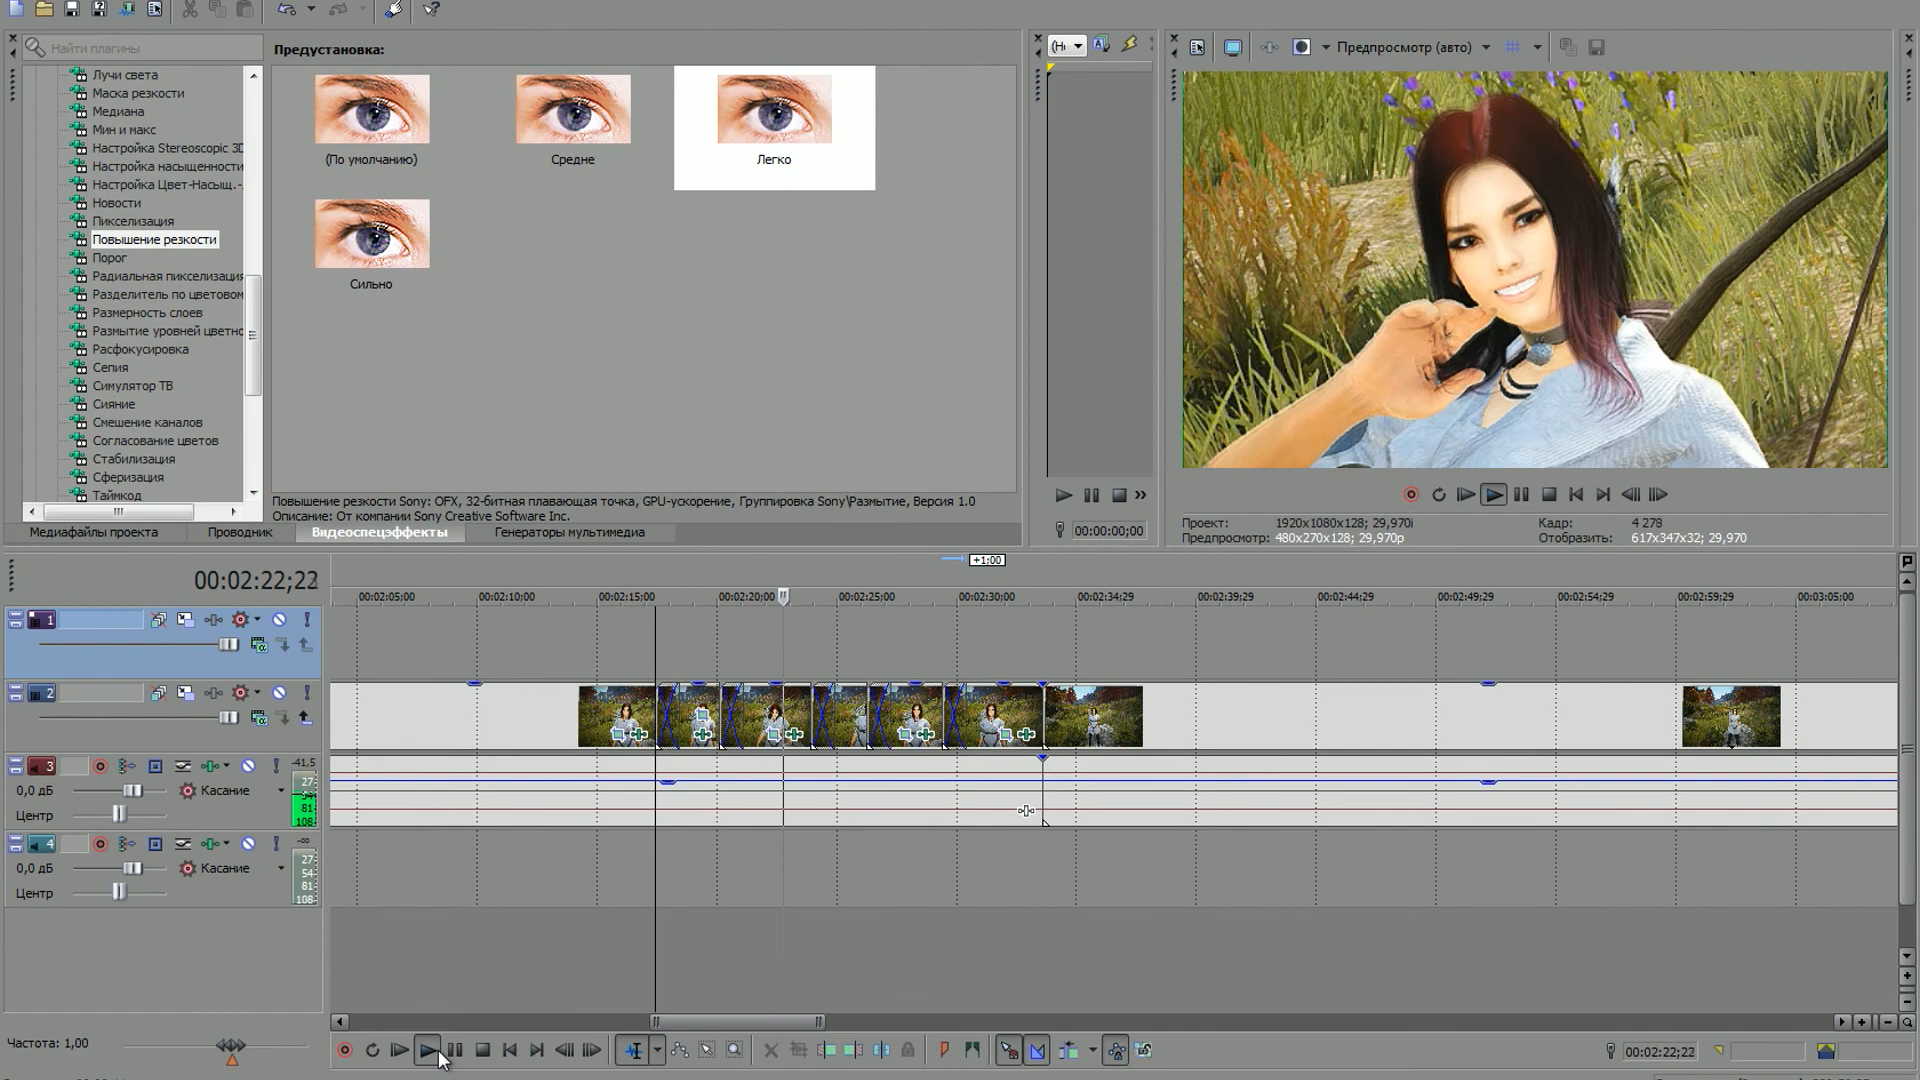 Найти плагины
Предустановка:
(Н
Предпросмотр (авто)
Лучи света
Маска резкости
Медиана
Мин и макс
Настройка Stereoscopic 3D
Настройка насыщенности
Настройка Цвет-Насыщ.-
Новости
Пикселизация
Повышение резкости
Порог
Радиальная пикселизация
Разделитель по цветовом
Размерность слоев
Размытие уровней цветно
Расфокусировка
Сепия
Симулятор ТВ
Сияние
Смешение каналов
Согласование цветов
Стабилизация
Сферизация
Таймкод
(По умолчанию)
Средне
Легко
Сильно
Повышение резкости Sony: OFX, 32-битная плавающая точка, GPU-ускорение, Группировка Sony\Размытие, Версия 1.0
Описание: От компании Sony Creative Software Inc.
Медиафайлы проекта
Проводник
Видеоспецэффекты
Генераторы мультимедиа
00:00:00;00
Проект: 1920x1080x128; 29,970i
Предпросмотр: 480x270x128; 29,970p
Кадр: 4 278
Отобразить: 617x347x32; 29,970
+1:00
00:02:22;22
00:02:05;00
00:02:10;00
00:02:15;00
00:02:20;00
00:02:25;00
00:02:30;00
00:02:34;29
00:02:39;29
00:02:44;29
00:02:49;29
00:02:54;29
00:02:59;29
00:03:05;00
1
2
3
-41,5
0,0 дБ
Касание
Центр
27
54
81
108
4
-∞
0,0 дБ
Касание
Центр
27
54
81
108
Частота: 1,00
00:02:22;22